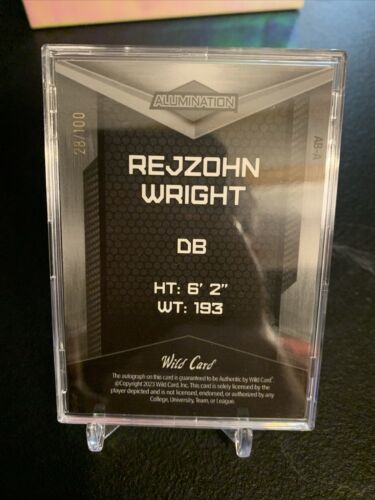 ALUMINATION
28/100
AB-A
REJZOHN
WRIGHT
DB
HT: 6' 2"
WT: 193
Wild Card
The autograph on this card is guaranteed to be Authentic by Wild Card.
©Copyright 2023 Wild Card, Inc. This card is solely licensed by the
player depicted and is not licensed, endorsed, or authorized by any
College, University, Team, or League.